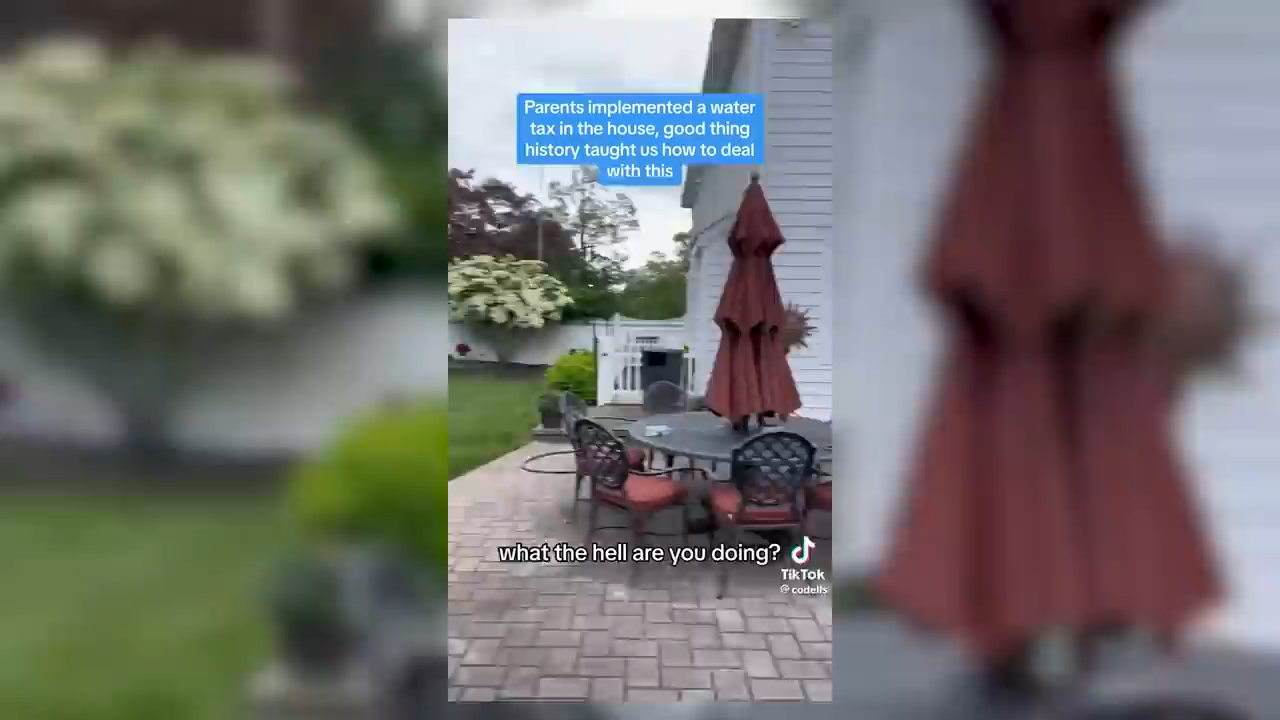 Parents implemented a water
tax in the house, good thing
history taught us how to deal
with this
what the hell are you doing?
TikTok
@codells